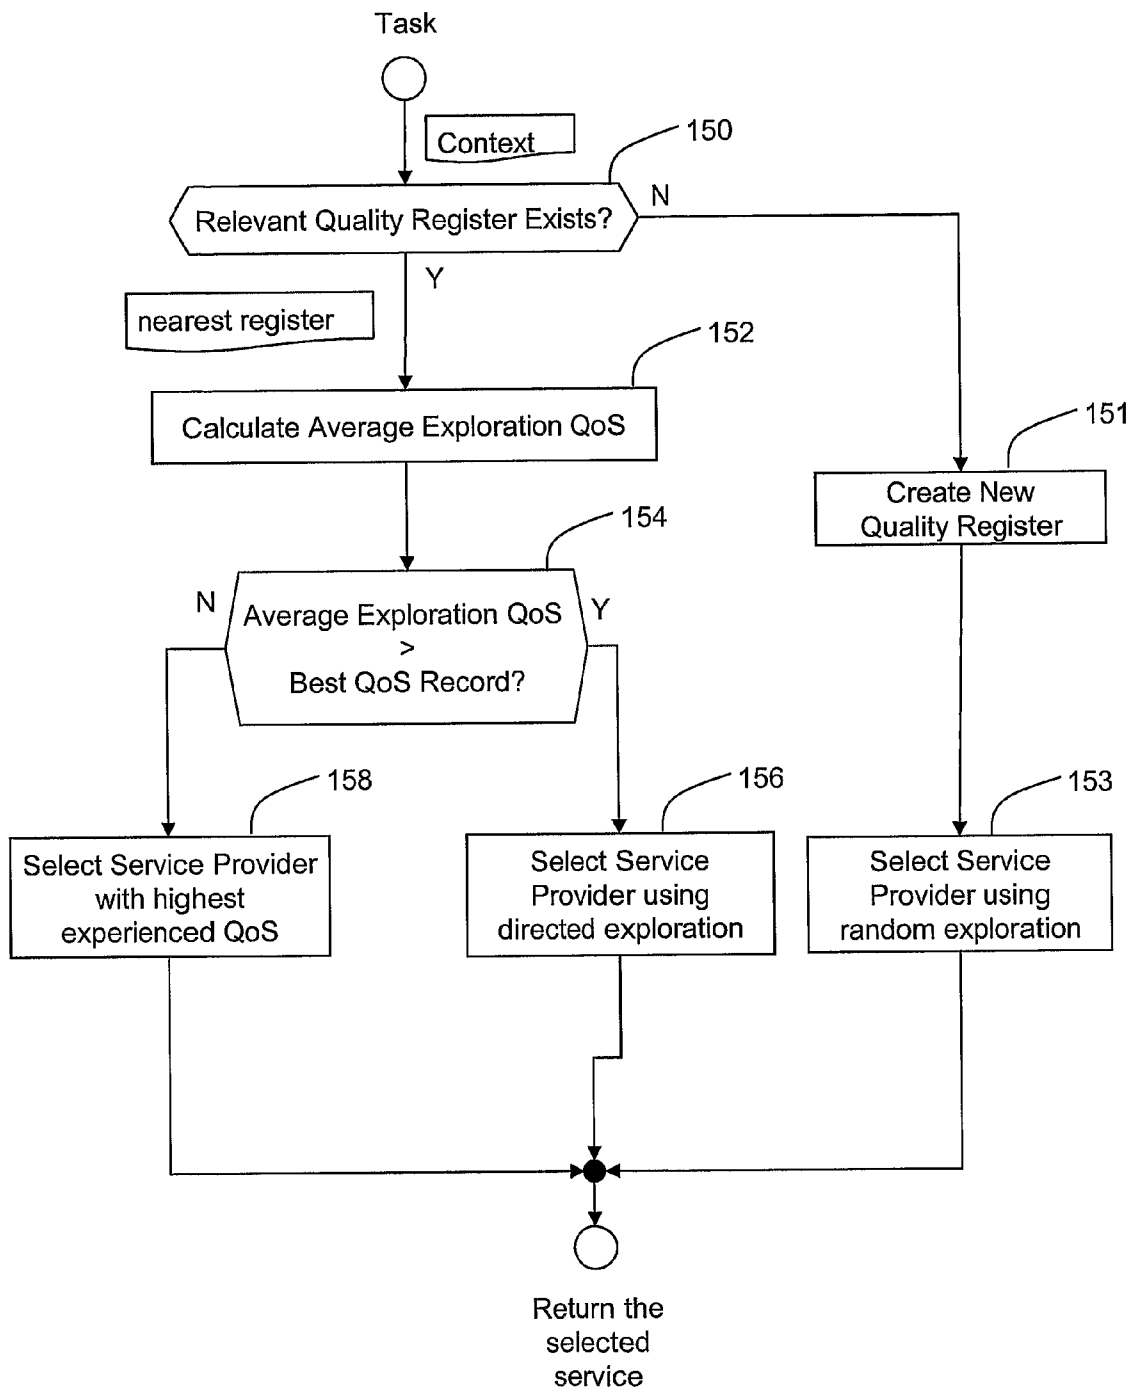 Task
Context
150
Relevant Quality Register Exists?
N
Y
nearest register
152
Calculate Average Exploration QoS
151
Create New
Quality Register
154
N
Average Exploration QoS
>
Best QoS Record?
Y
158
Select Service Provider
with highest
experienced QoS
156
Select Service
Provider using
directed exploration
153
Select Service
Provider using
random exploration
Return the
selected
service